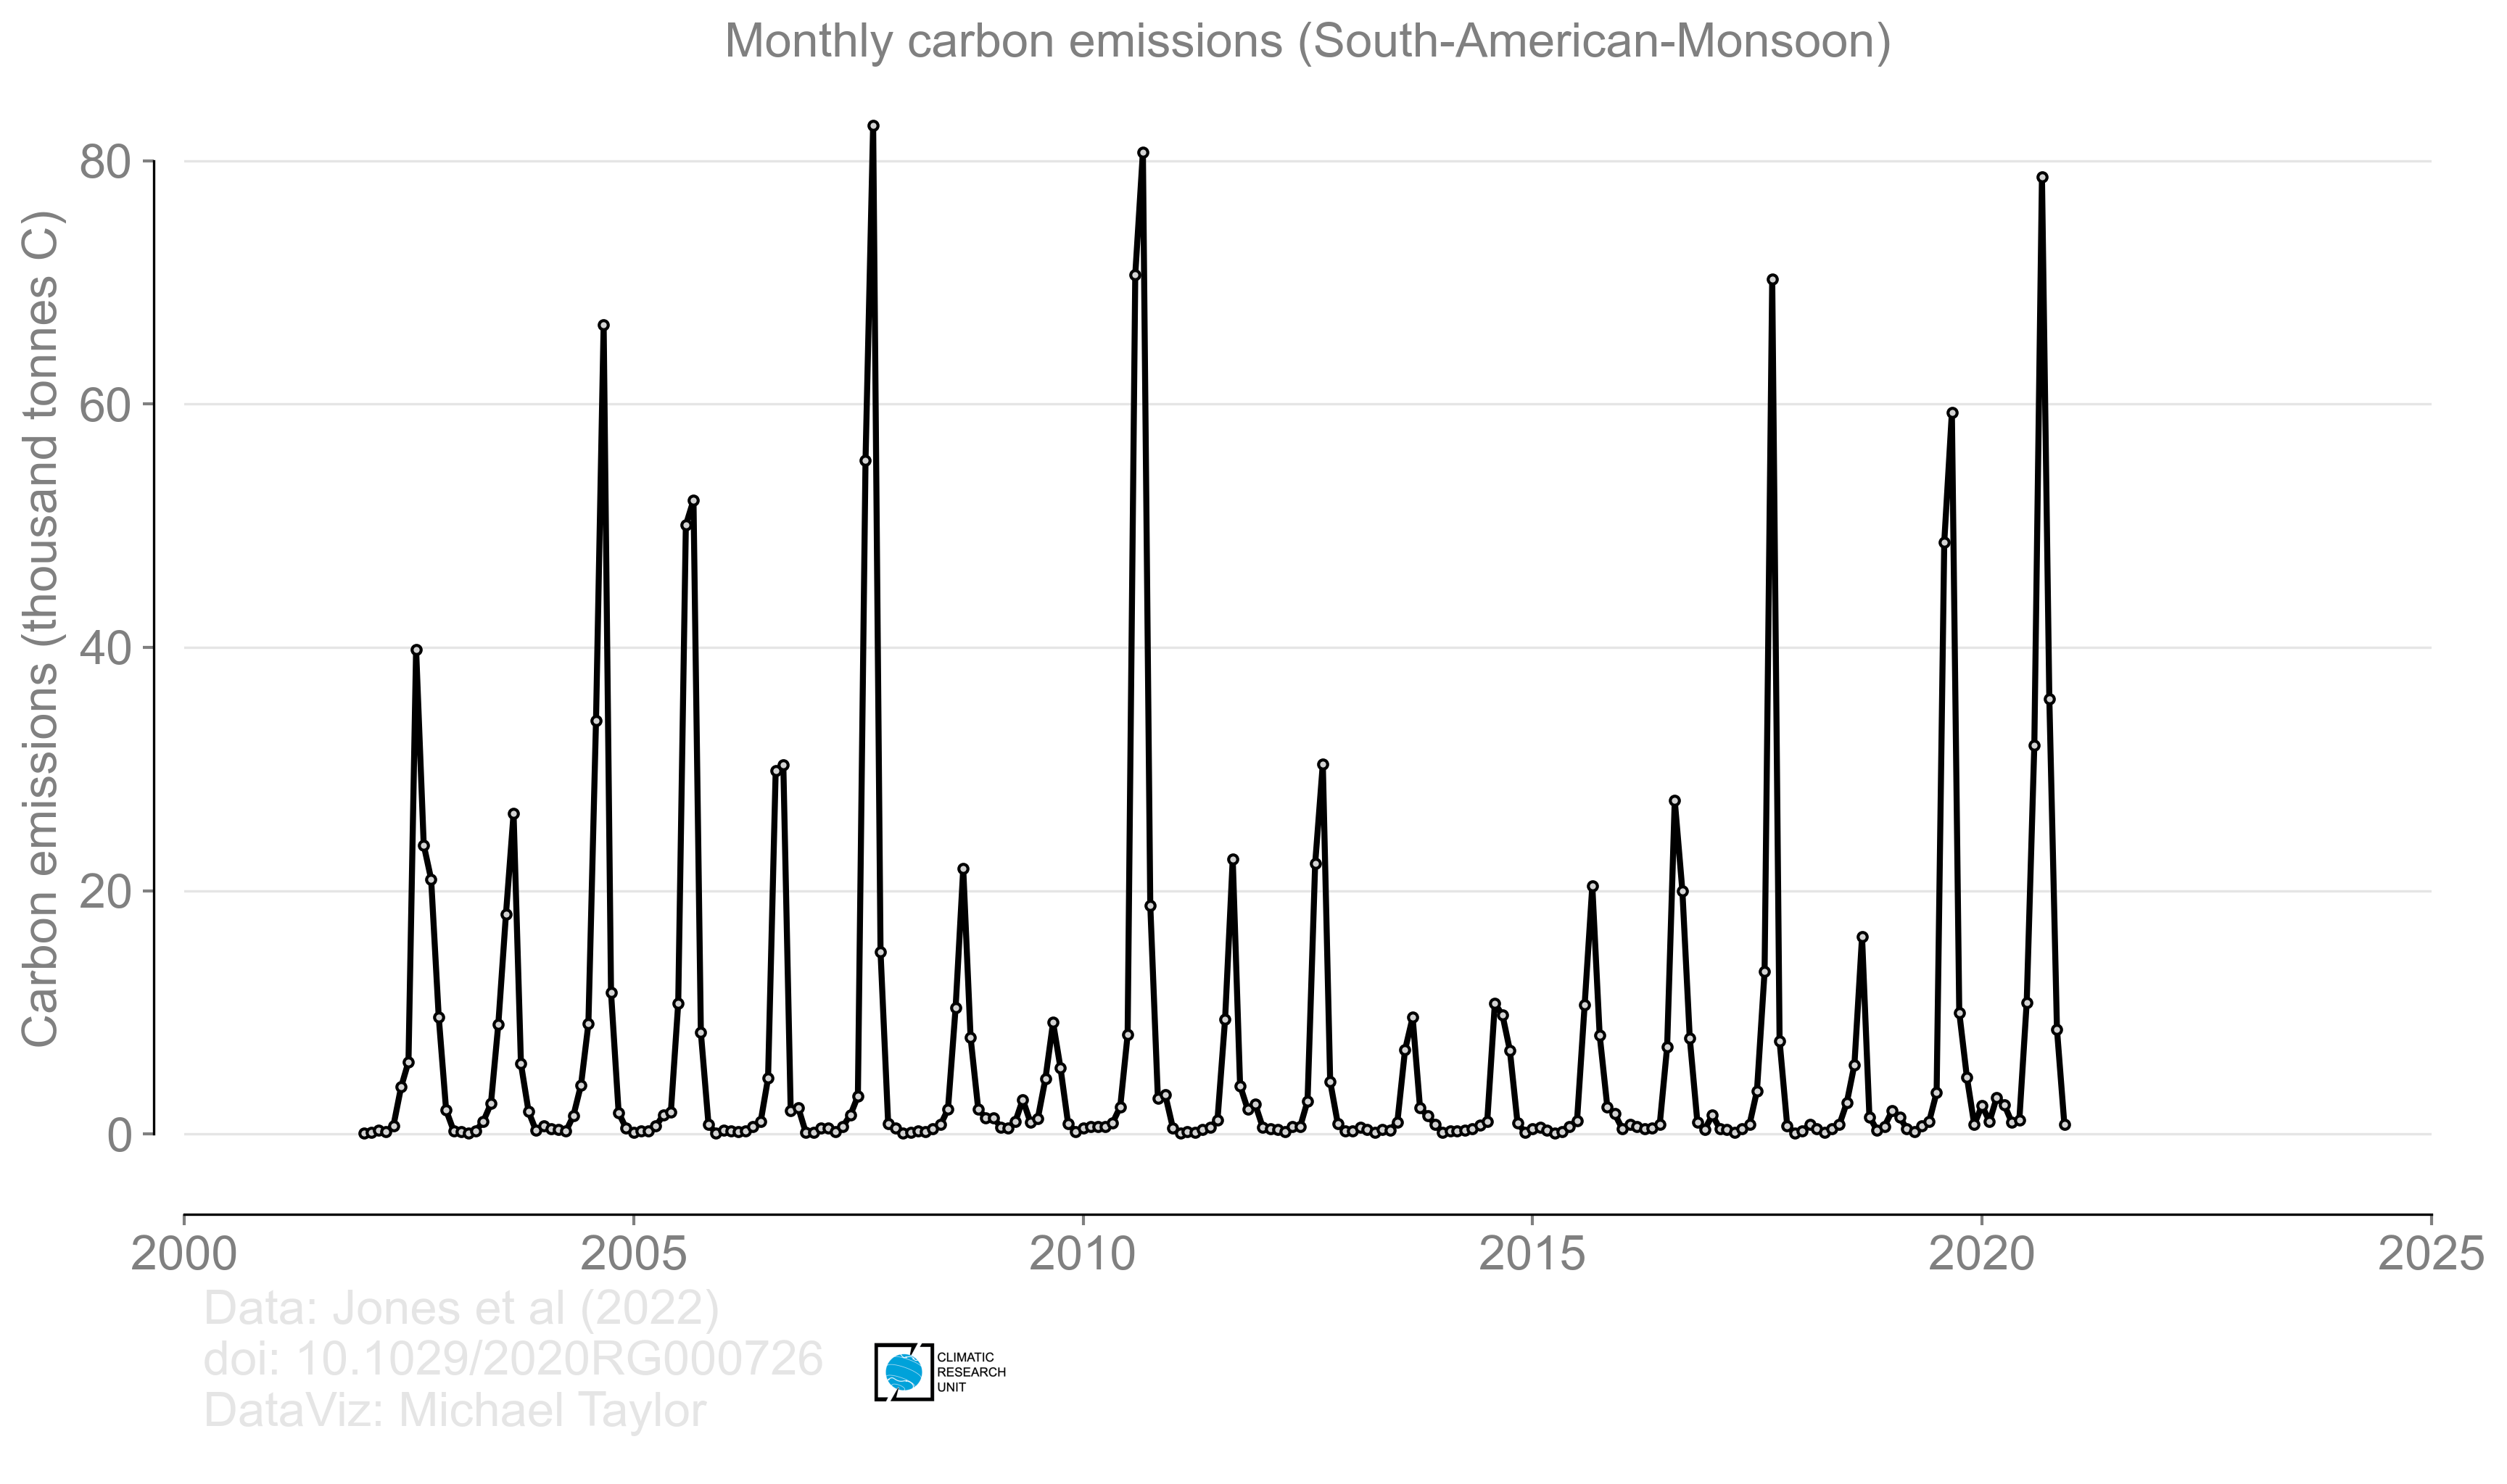 Monthly carbon emissions (South-American-Monsoon)
Carbon emissions (thousand tonnes C)
80
60
40
20
0
2000 2005 2010 2015 2020 2025
Data: Jones et al (2022)
doi: 10.1029/2020RG000726
DataViz: Michael Taylor
CLIMATIC
RESEARCH
UNIT